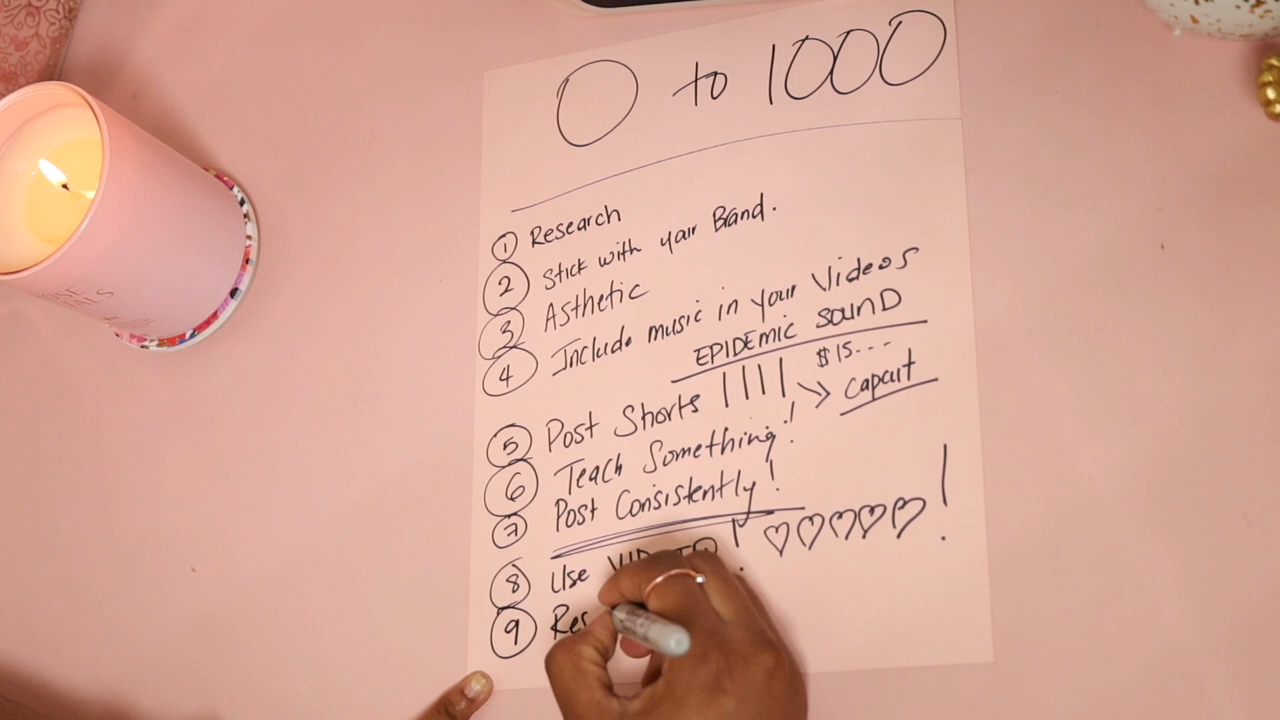 0 to 1000
1 Research
2 Stick with your Brand.
3 Asthetic
4 Include music in your Videos
EPIDEMIC SOUND
$15---
5 Post Shorts |||| → capcut
6 Teach Something!
7 Post Consistently!
8 Use ! ♡♡♡♡♡!
9 Res